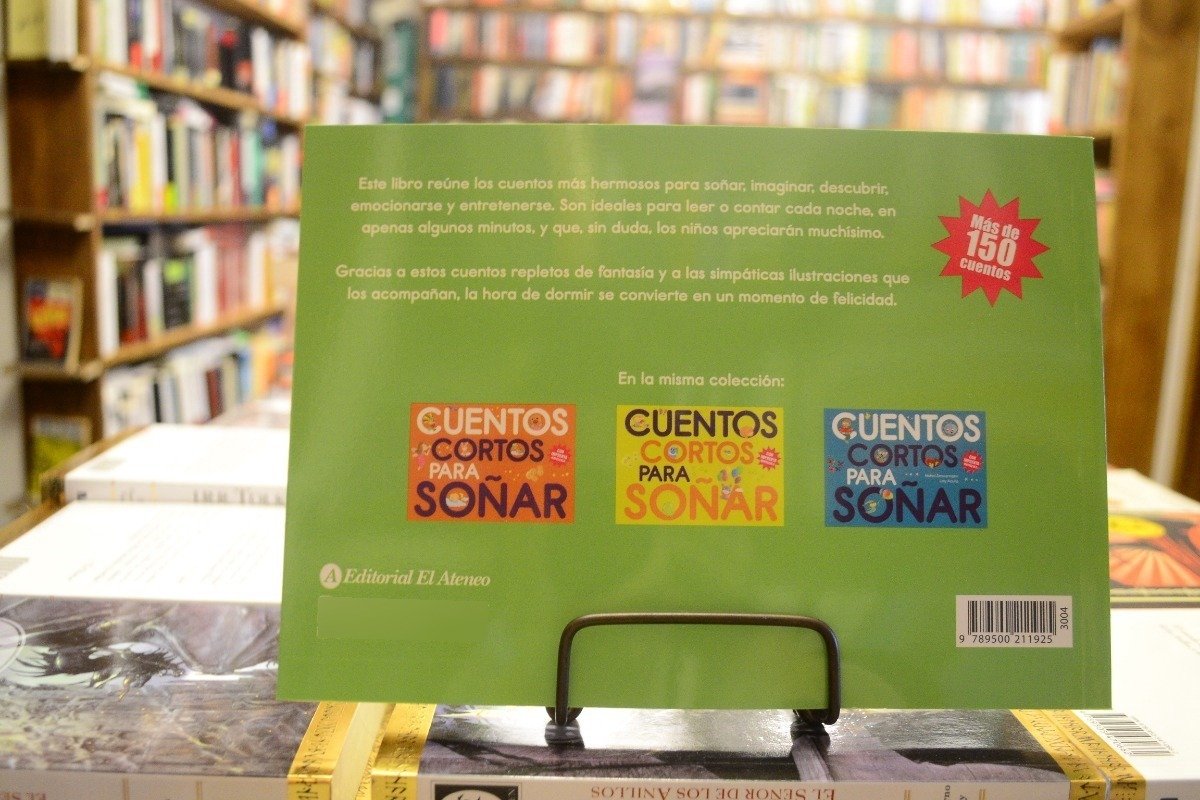 Este libro reúne los cuentos más hermosos para soñar, imaginar, descubrir,
emocionarse y entretenerse. Son ideales para leer o contar cada noche, en
apenas algunos minutos, y que, sin duda, los niños apreciarán muchísimo.
Gracias a estos cuentos repletos de fantasía y a las simpáticas ilustraciones que
los acompañan, la hora de dormir se convierte en un momento de felicidad.
Más de
150
cuentos
En la misma colección:
CUENTOS
CORTOS
PARA
SOÑAR
CUENTOS
CORTOS
PARA
SOÑAR
CUENTOS
CORTOS
PARA
SOÑAR
A Editorial El Ateneo
3004
9 789500 211925
EL SEÑOR DE LOS ANILLOS